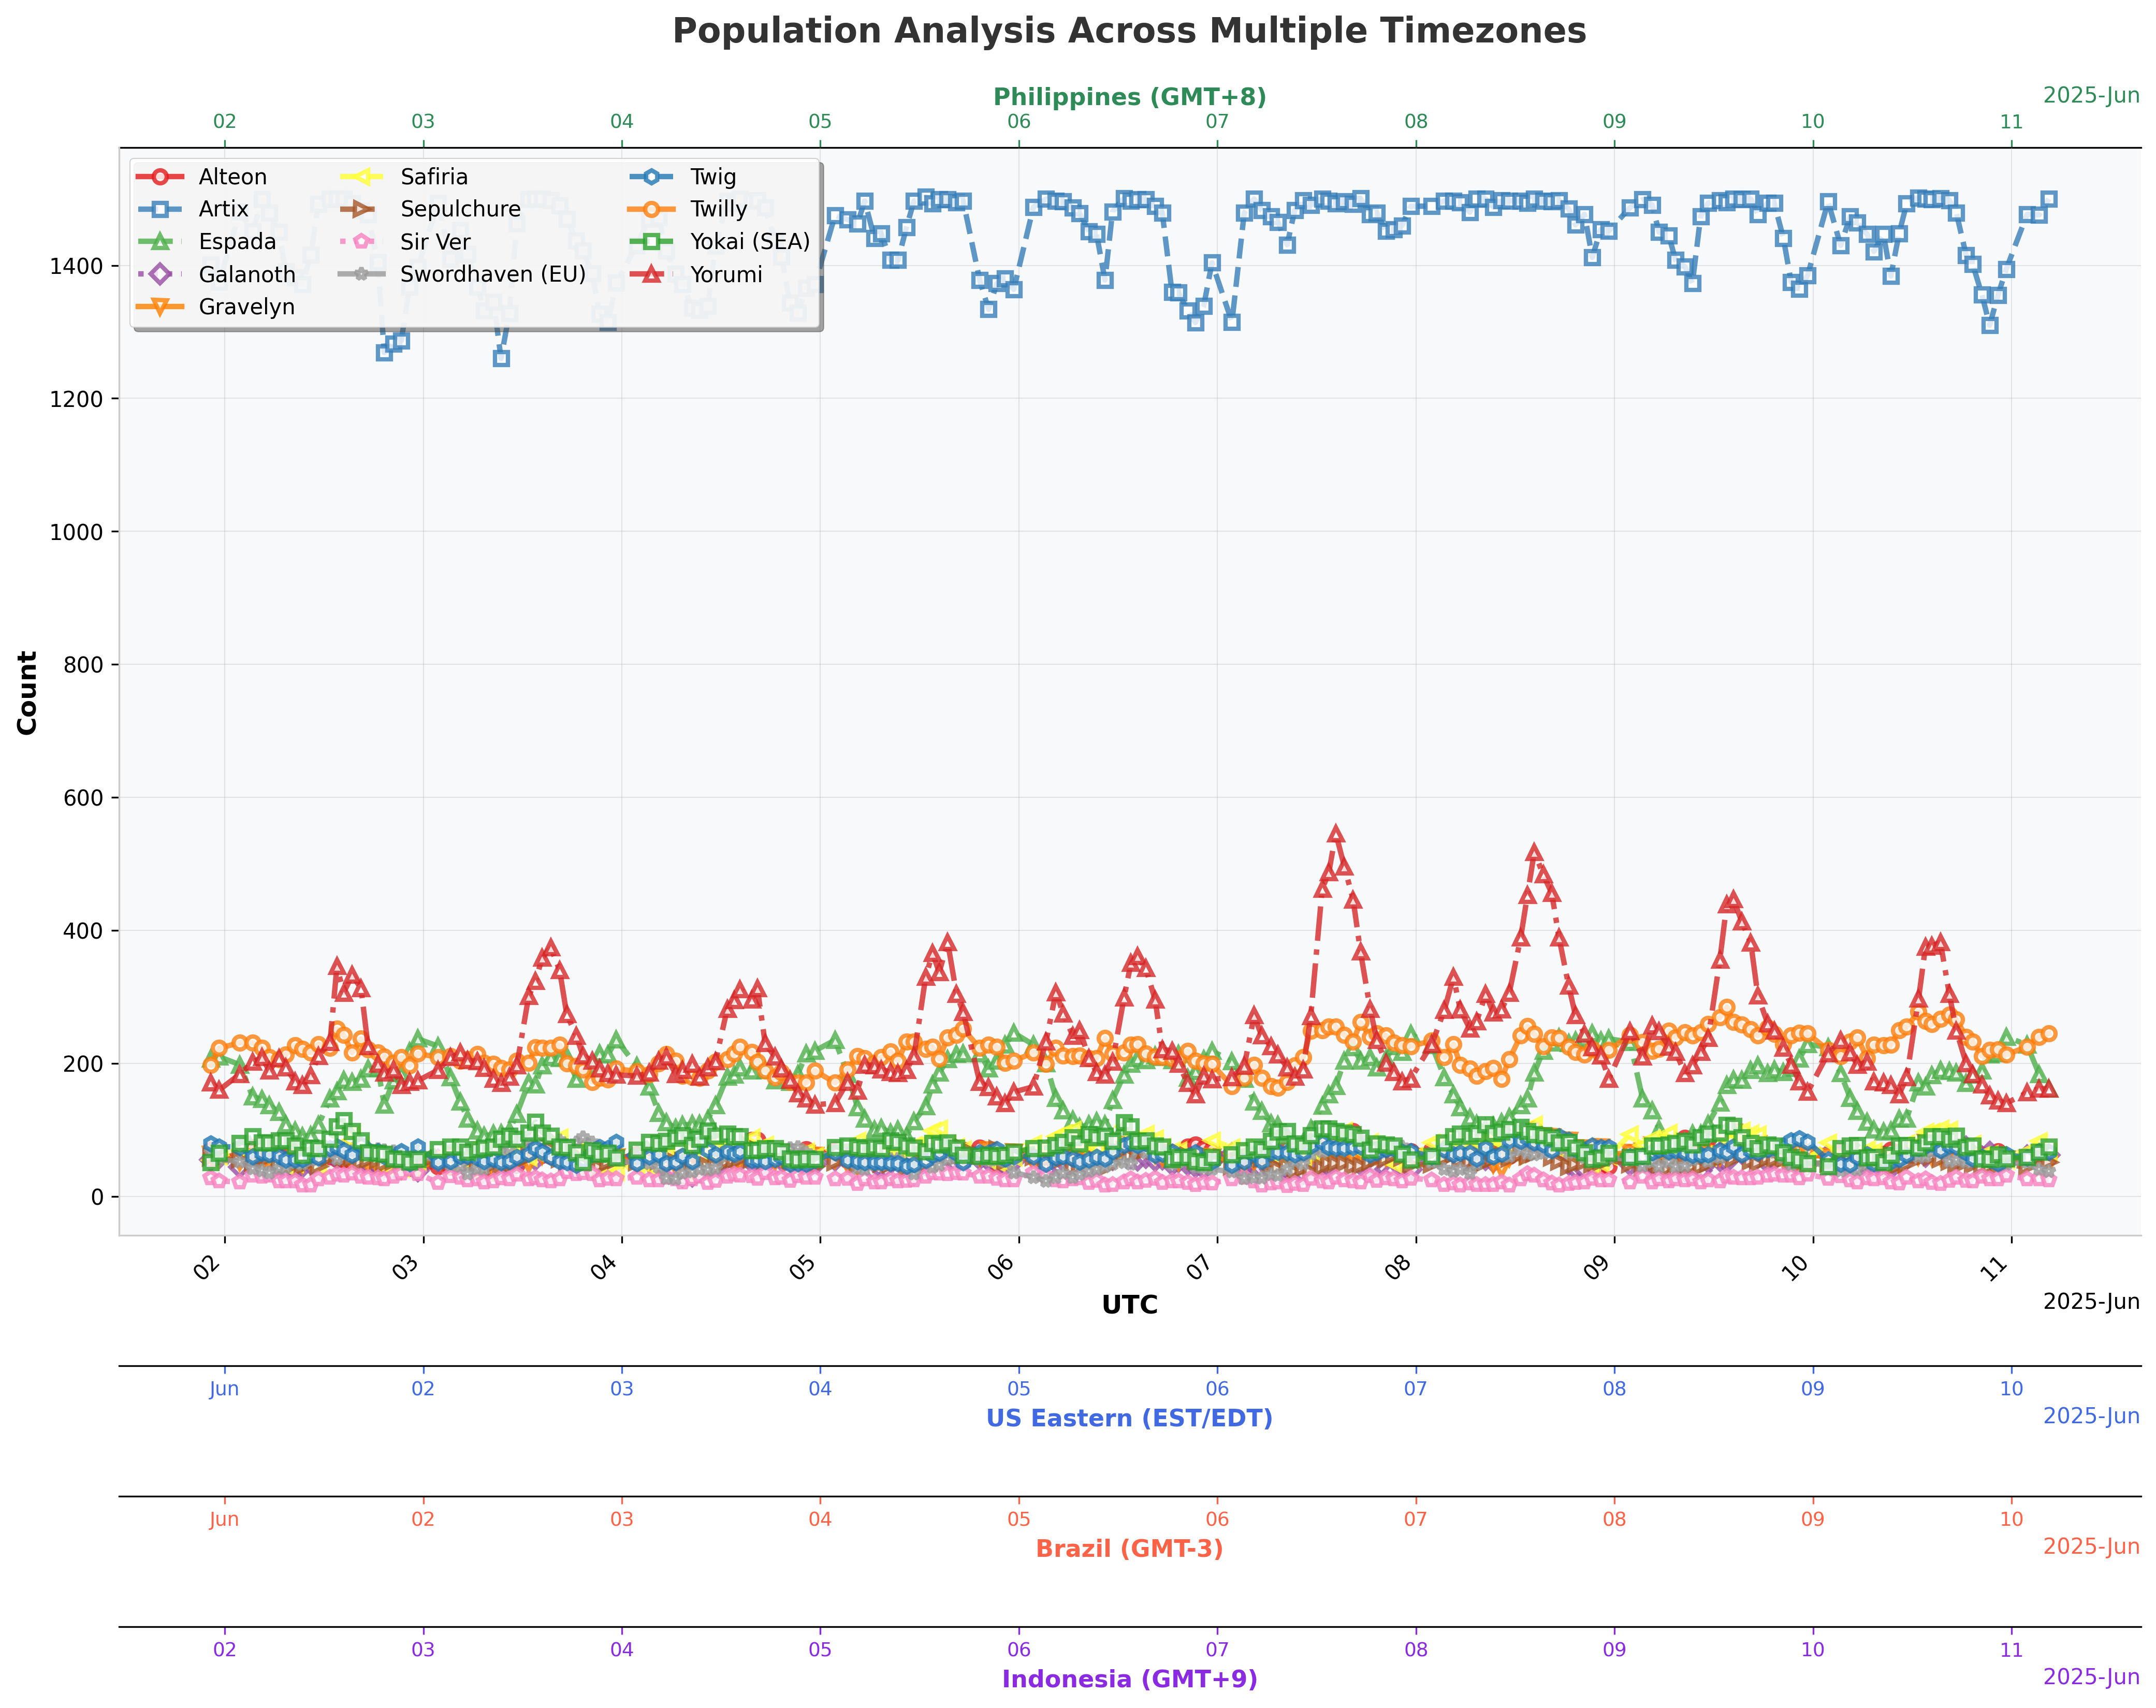 Population Analysis Across Multiple Timezones
Philippines (GMT+8)
2025-Jun
02 03 04 05 06 07 08 09 10 11
Alteon Safiria Twig
Artix Sepulchure Twilly
Espada Sir Ver Yokai (SEA)
Galanoth Swordhaven (EU) Yorumi
Gravelyn
1400
1200
1000
800
600
400
200
0
Count
02 03 04 05 06 07 08 09 10 11
UTC
2025-Jun
Jun 02 03 04 05 06 07 08 09 10
US Eastern (EST/EDT)
2025-Jun
Jun 02 03 04 05 06 07 08 09 10
Brazil (GMT-3)
2025-Jun
02 03 04 05 06 07 08 09 10 11
Indonesia (GMT+9)
2025-Jun